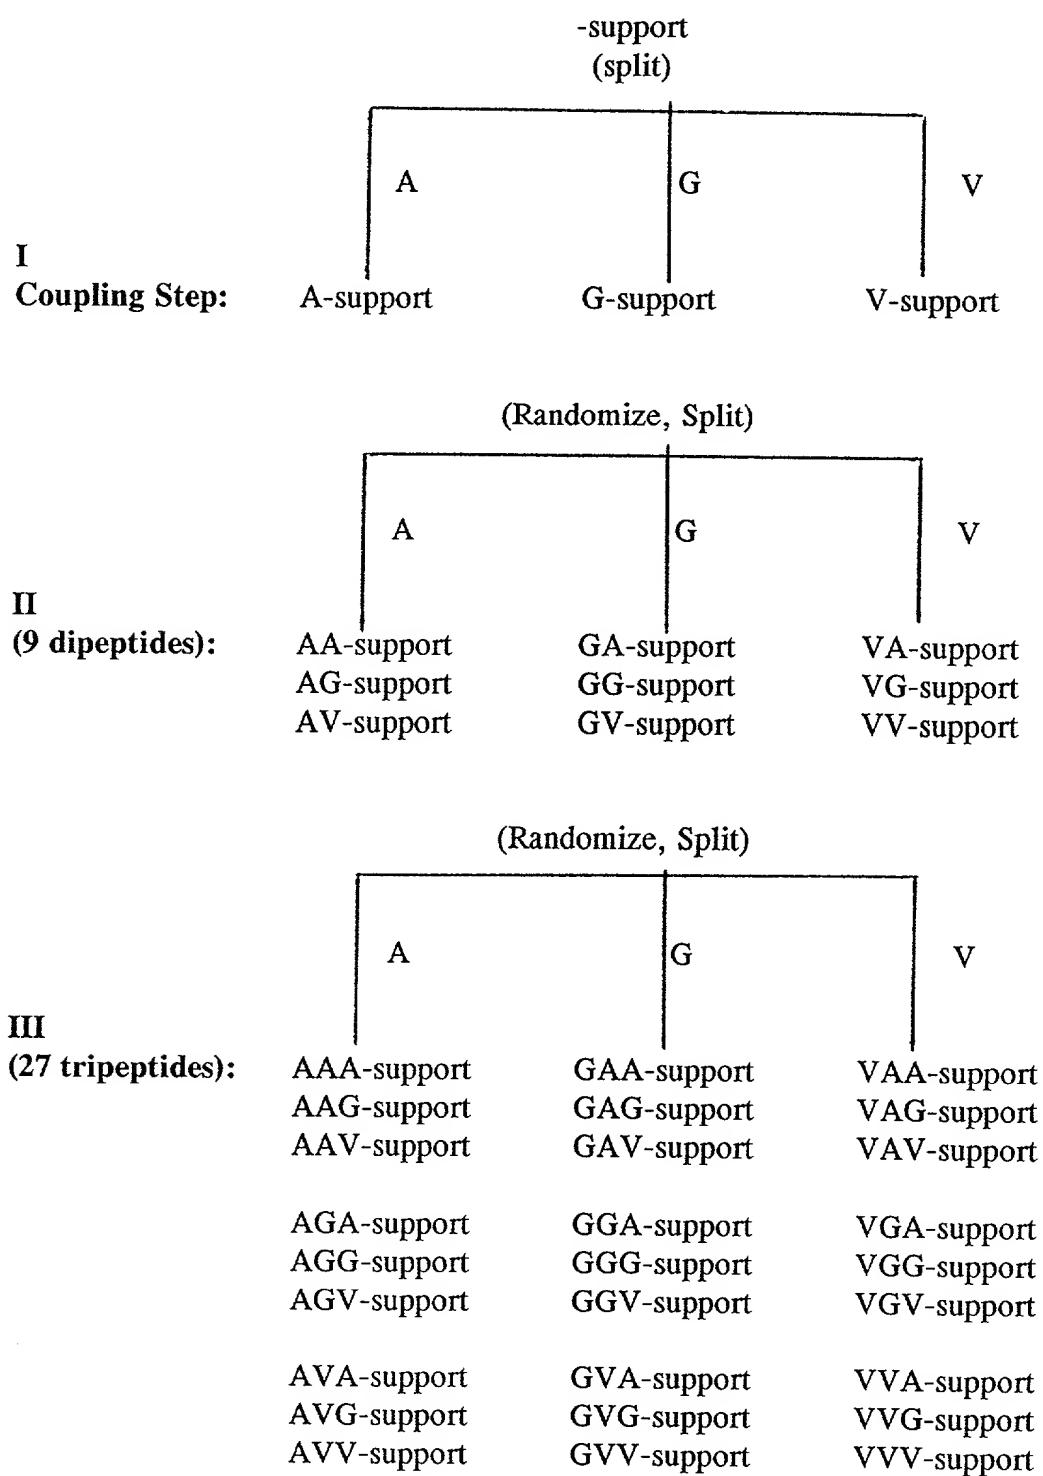 -support
(split)
A G V
I
Coupling Step: A-support G-support V-support
(Randomize, Split)
A G V
II
(9 dipeptides): AA-support GA-support VA-support
AG-support GG-support VG-support
AV-support GV-support VV-support
(Randomize, Split)
A G V
III
(27 tripeptides): AAA-support GAA-support VAA-support
AAG-support GAG-support VAG-support
AAV-support GAV-support VAV-support
AGA-support GGA-support VGA-support
AGG-support GGG-support VGG-support
AGV-support GGV-support VGV-support
AVA-support GVA-support VVA-support
AVG-support GVG-support VVG-support
AVV-support GVV-support VVV-support